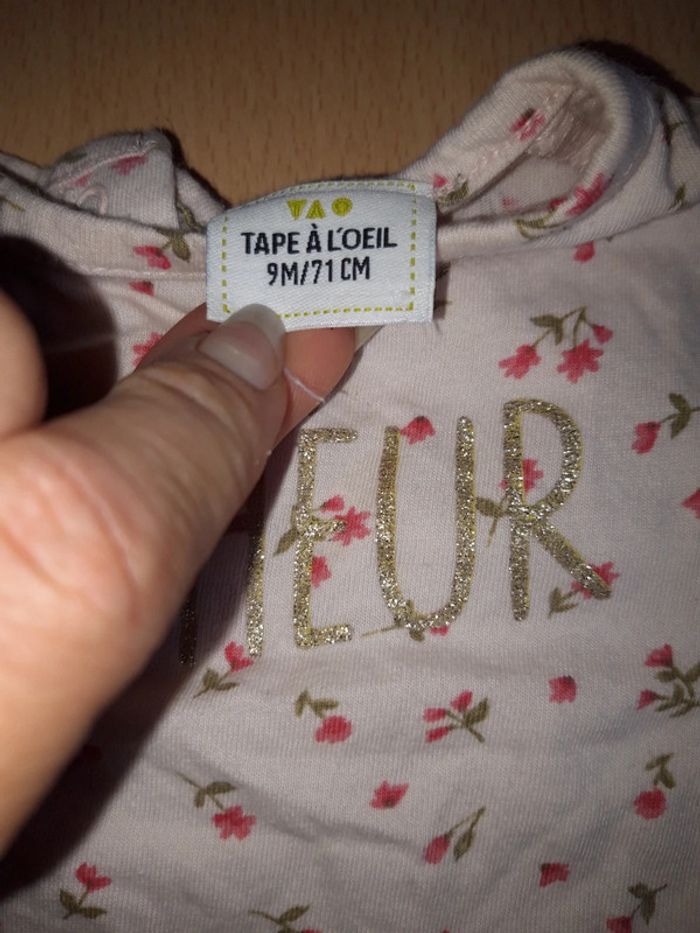 TAO
TAPE À L'OEIL
9M/71 CM
EUR